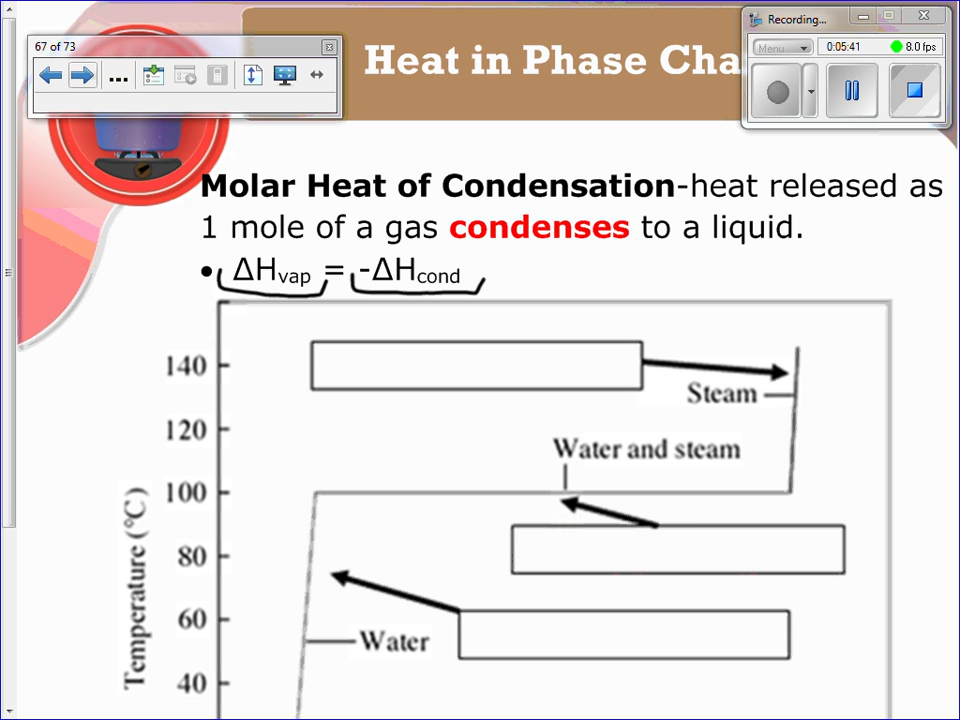 67 of 73
Recording...
Menu
0:05:41
8.0 fps
Heat in Phase Cha
Molar Heat of Condensation-heat released as
1 mole of a gas condenses to a liquid.
• ΔHvap = -ΔHcond
140
Steam
120
Water and steam
100
80
60
Water
40
Temperature (°C)